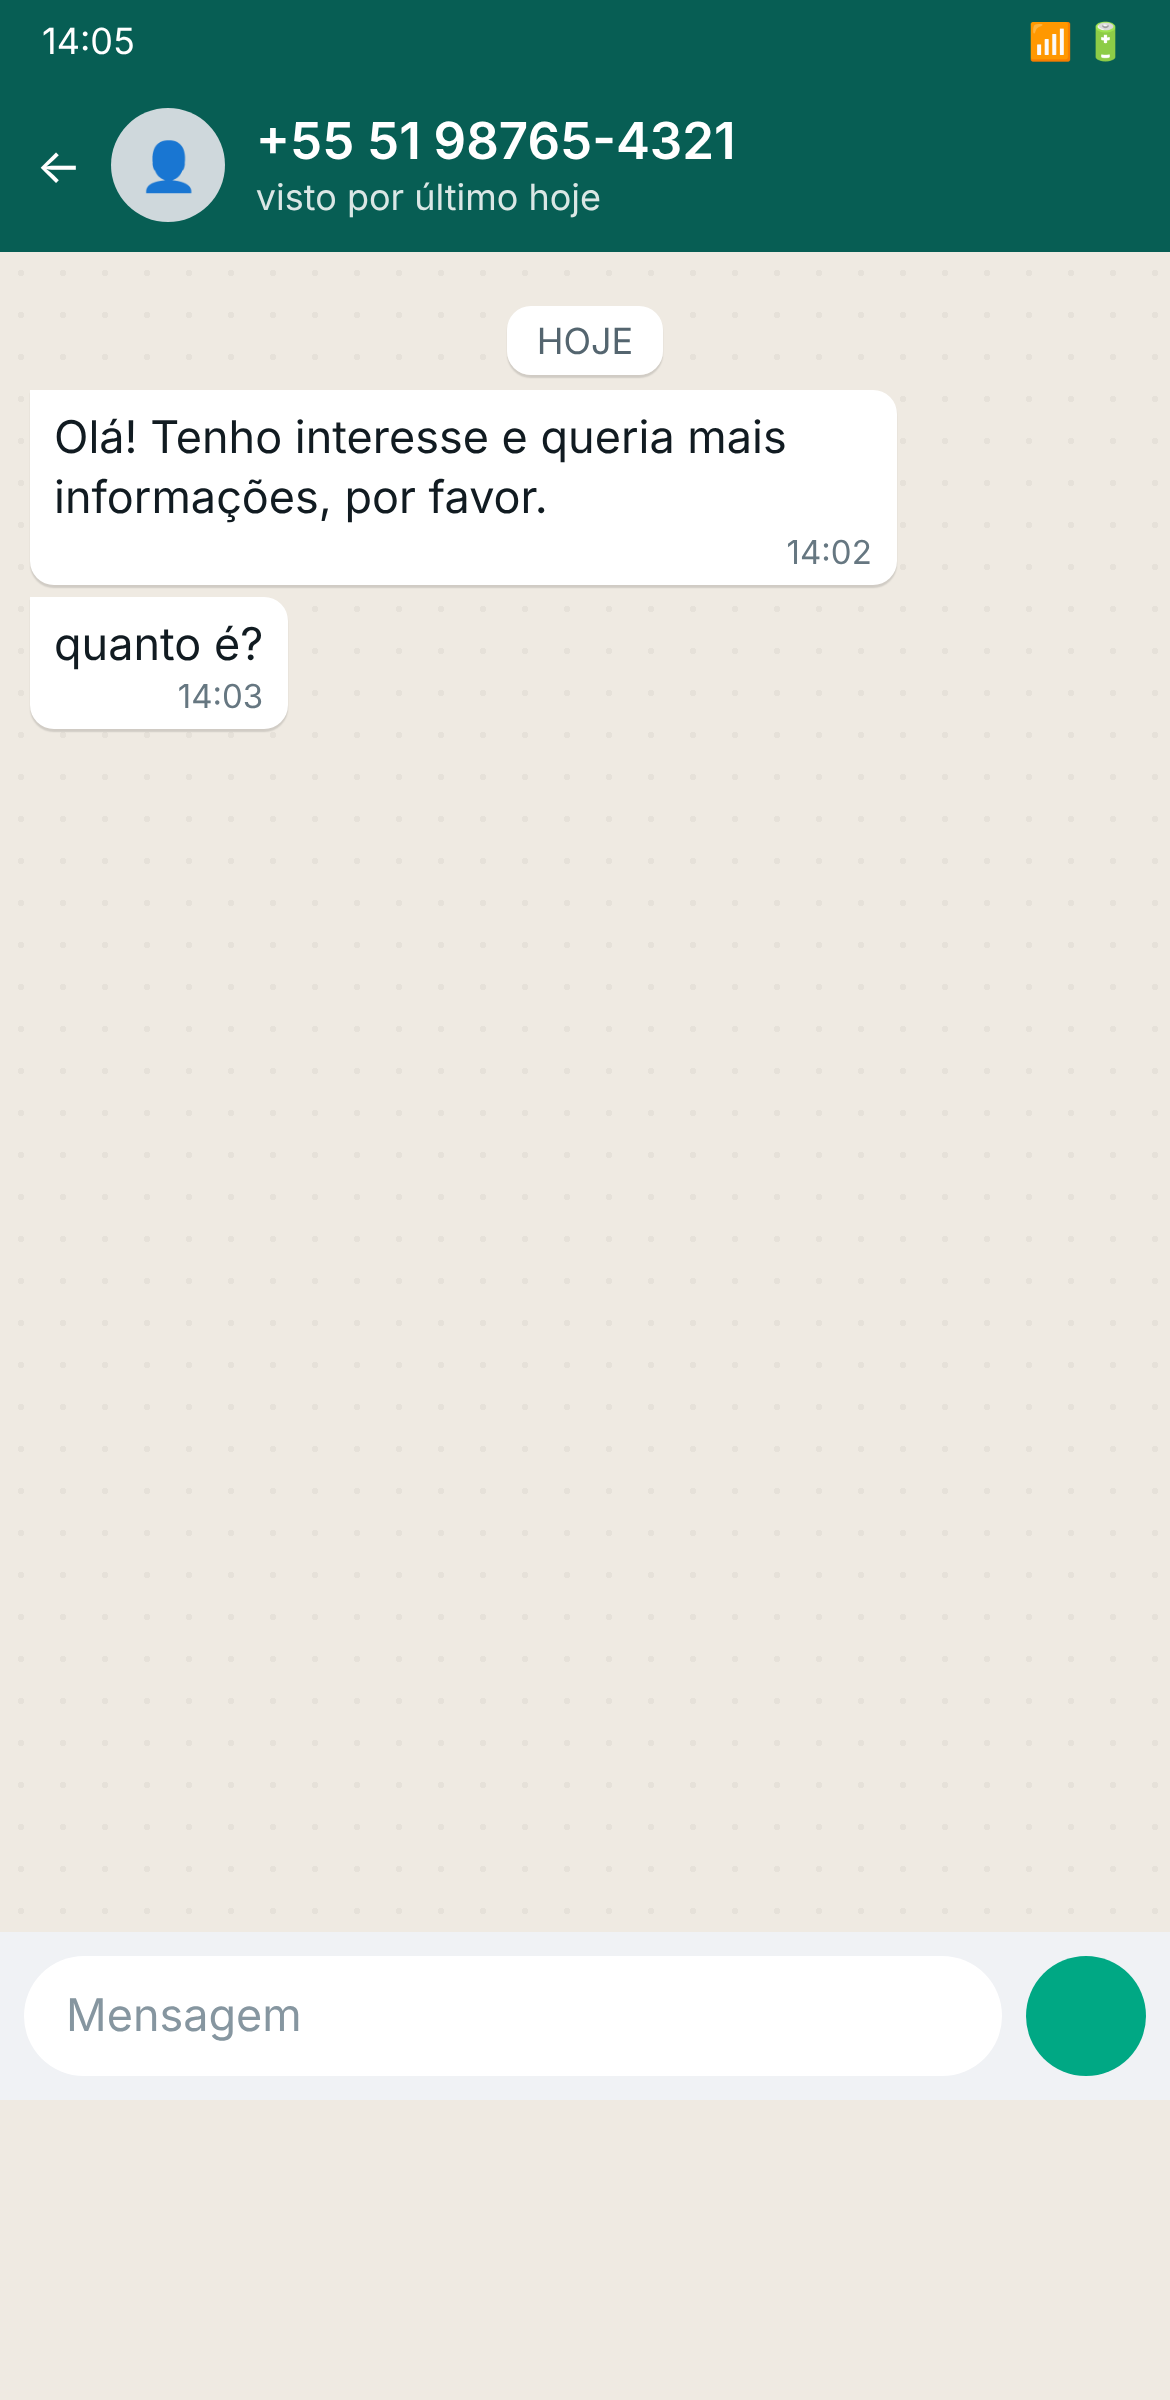 14:05
+55 51 98765-4321
visto por último hoje
HOJE
Olá! Tenho interesse e queria mais
informações, por favor.
14:02
quanto é?
14:03
Mensagem